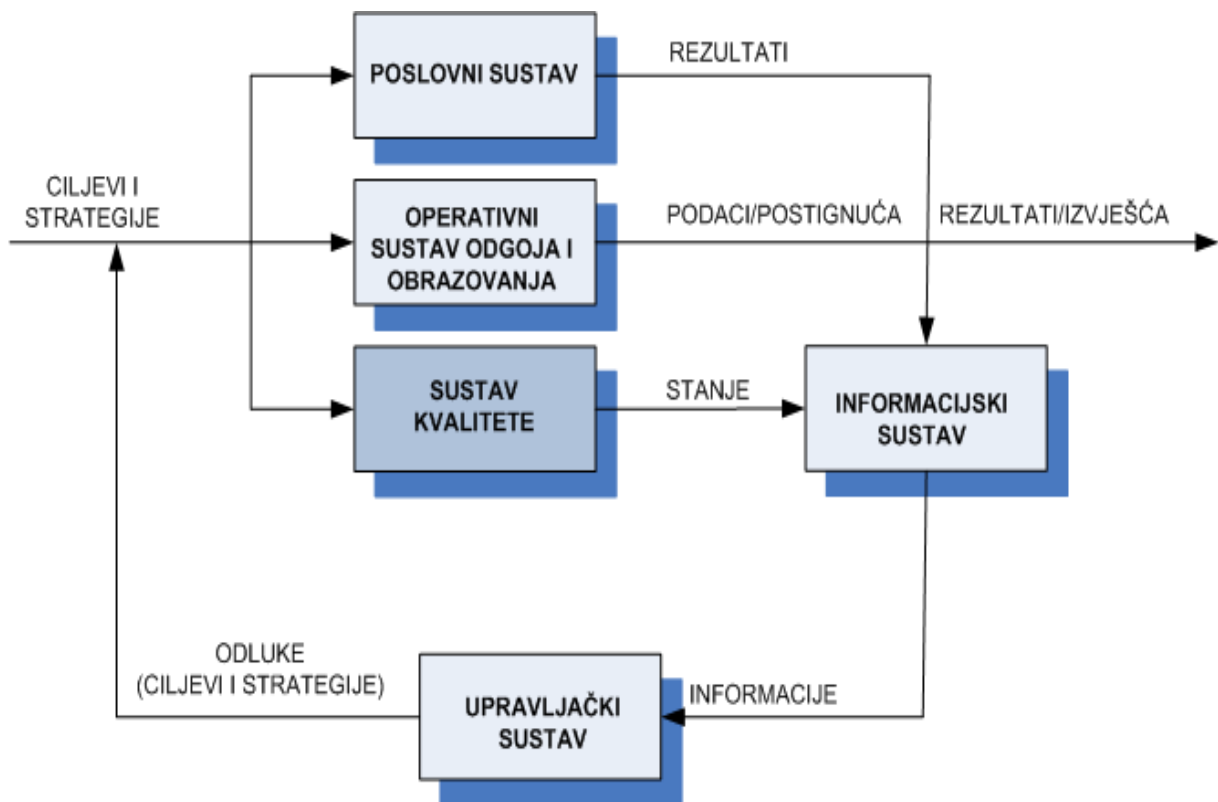 POSLOVNI SUSTAV
REZULTATI
CILJEVI I
STRATEGIJE
OPERATIVNI
SUSTAV ODGOJA I
OBRAZOVANJA
PODACI/POSTIGNUĆA
REZULTATI/IZVJEŠĆA
SUSTAV
KVALITETE
STANJE
INFORMACIJSKI
SUSTAV
ODLUKE
(CILJEVI I STRATEGIJE)
UPRAVLJAČKI
SUSTAV
INFORMACIJE